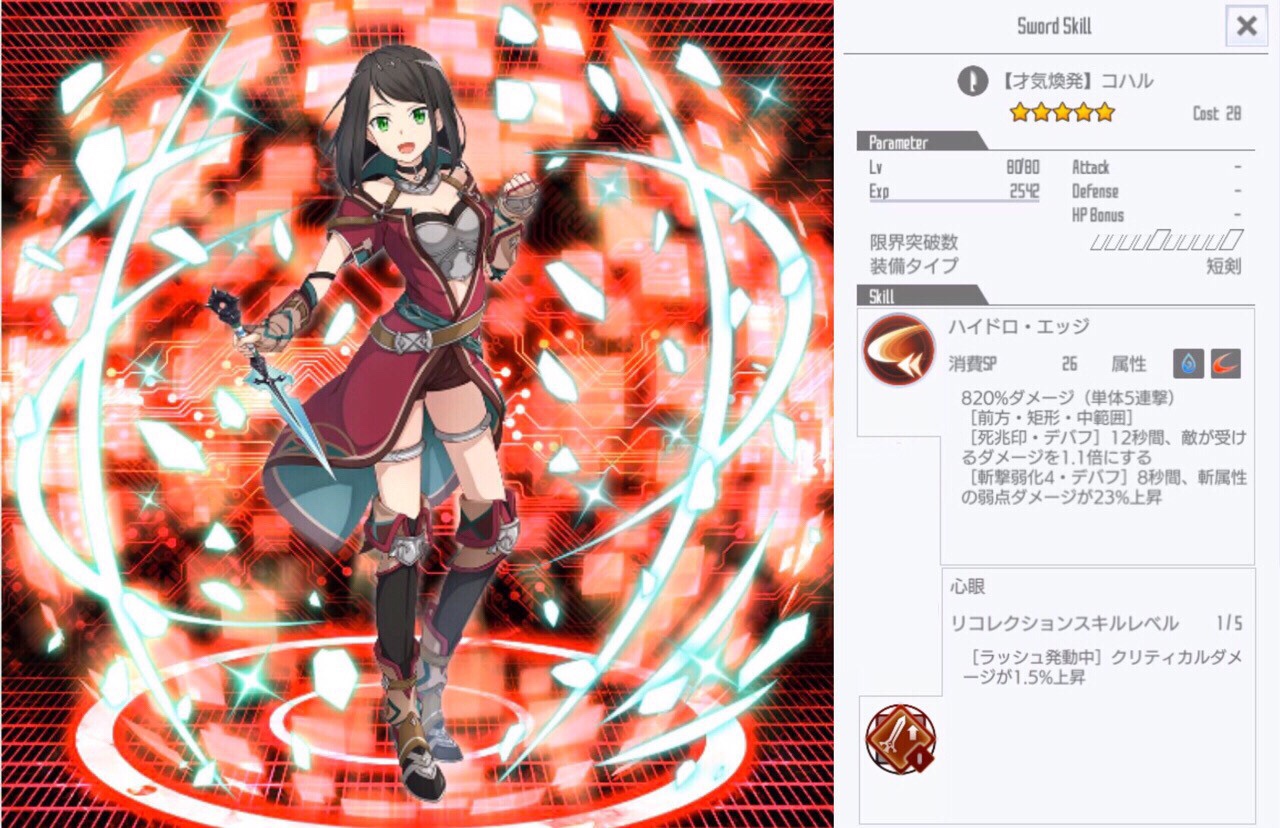 Sword Skill
【才気煥発】コハル
Cost 28
Parameter
Lv 80/80 Attack -
Exp 2542 Defense -
HP Bonus -
限界突破数
装備タイプ 短剣
Skill
ハイドロ・エッジ
消費SP 26 属性
820%ダメージ（単体5連撃）
［前方・矩形・中範囲］
［死兆印・デバフ］12秒間、敵が受け
るダメージを1.1倍にする
［斬撃弱化4・デバフ］8秒間、斬属性
の弱点ダメージが23%上昇
心眼
リコレクションスキルレベル 1/5
［ラッシュ発動中］クリティカルダメ
ージが1.5%上昇